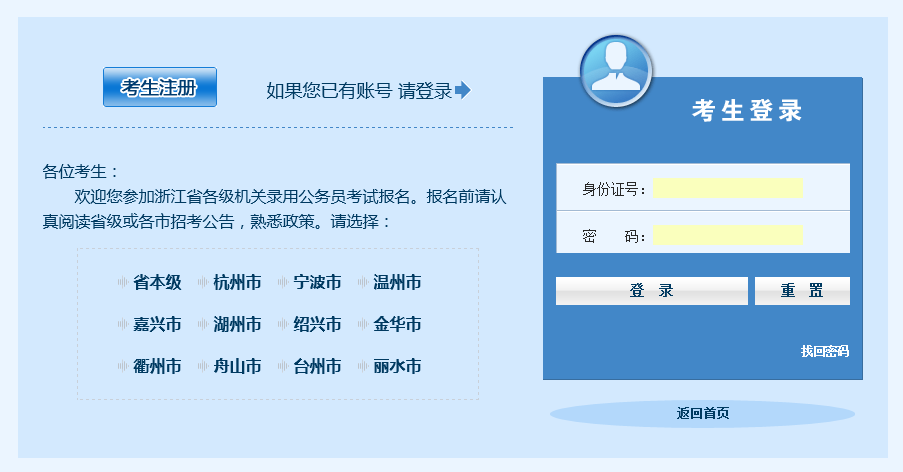 考生注册
如果您已有账号 请登录
各位考生：
欢迎您参加浙江省各级机关录用公务员考试报名。报名前请认
真阅读省级或各市招考公告，熟悉政策。请选择：
省本级 杭州市 宁波市 温州市
嘉兴市 湖州市 绍兴市 金华市
衢州市 舟山市 台州市 丽水市
考生登录
身份证号：
密 码：
登 录 重 置
找回密码
返回首页